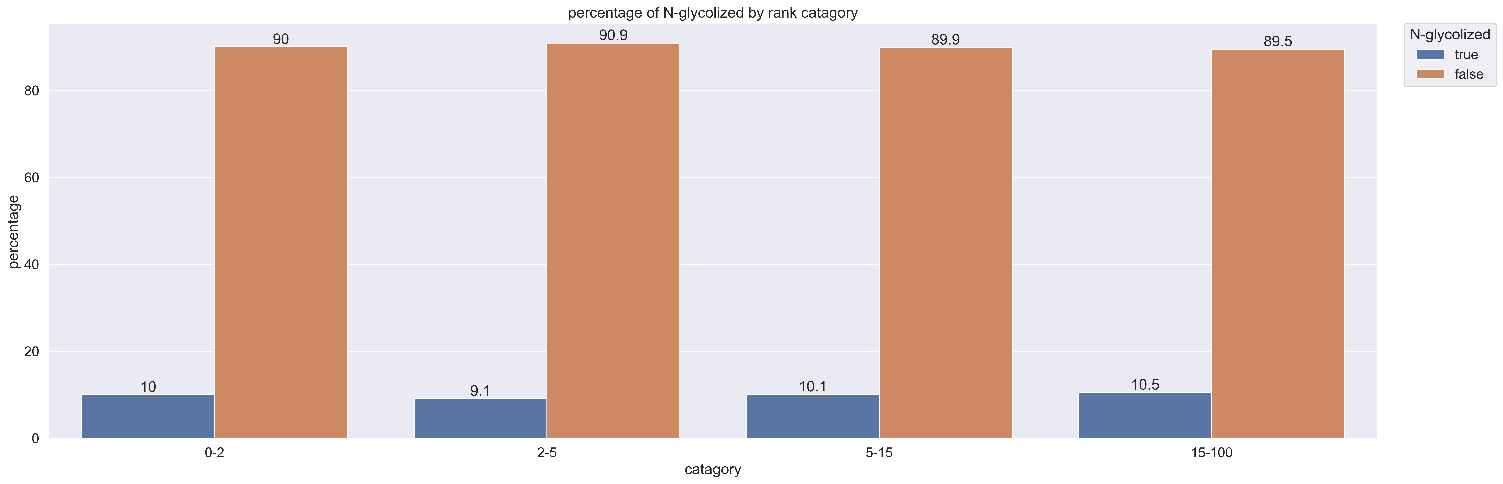 percentage of N-glycolized by rank catagory
N-glycolized
true
false
percentage
80
60
40
20
0
10
90
9.1
90.9
10.1
89.9
10.5
89.5
0-2
2-5
5-15
15-100
catagory